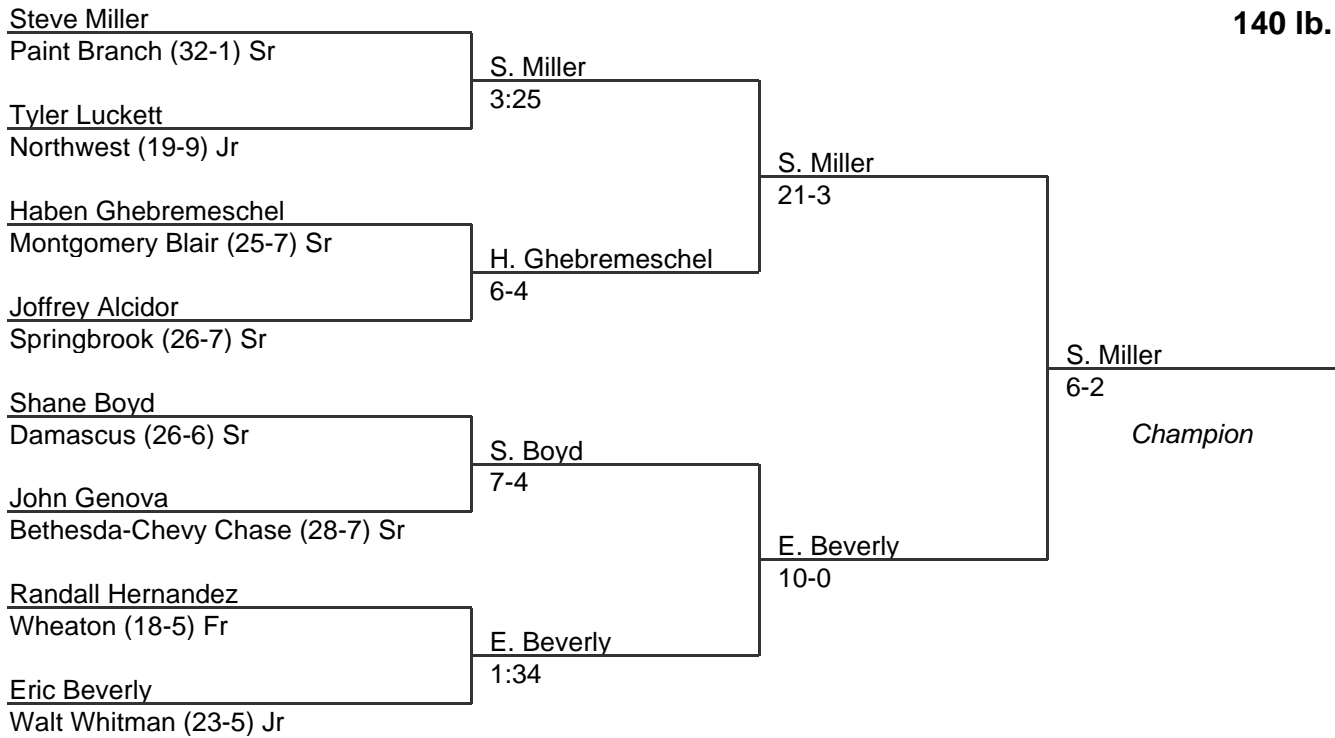 Steve Miller
Paint Branch (32-1) Sr
140 lb.
S. Miller
3:25
Tyler Luckett
Northwest (19-9) Jr
S. Miller
21-3
Haben Ghebremeschel
Montgomery Blair (25-7) Sr
H. Ghebremeschel
6-4
Joffrey Alcidor
Springbrook (26-7) Sr
S. Miller
6-2
Champion
Shane Boyd
Damascus (26-6) Sr
S. Boyd
7-4
John Genova
Bethesda-Chevy Chase (28-7) Sr
E. Beverly
10-0
Randall Hernandez
Wheaton (18-5) Fr
E. Beverly
1:34
Eric Beverly
Walt Whitman (23-5) Jr